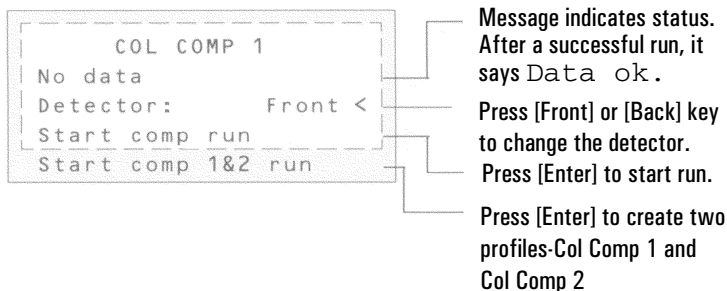 COL COMP 1
No data
Detector: Front <
Start comp run
Start comp 1&2 run
Message indicates status.
After a successful run, it
says Data ok.
Press [Front] or [Back] key
to change the detector.
Press [Enter] to start run.
Press [Enter] to create two
profiles-Col Comp 1 and
Col Comp 2